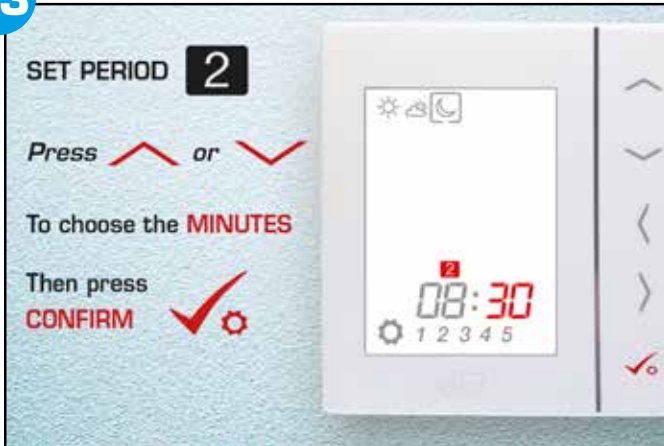 3
SET PERIOD 2
Press or
To choose the MINUTES
Then press
CONFIRM
2
08:30
1 2 3 4 5